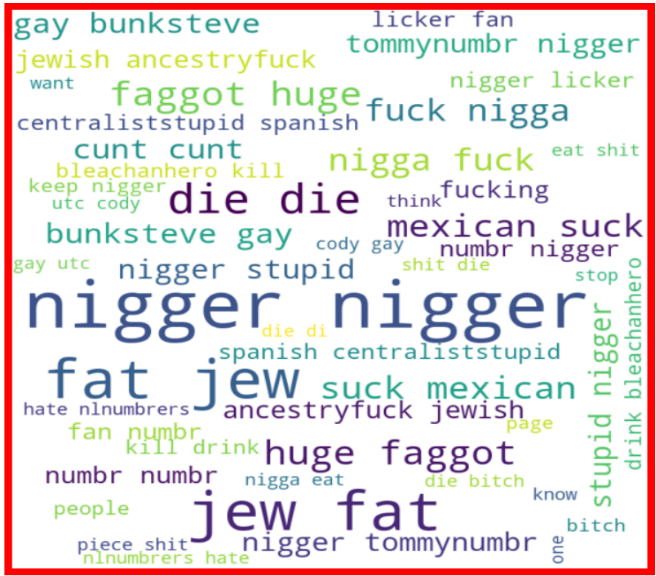 gay bunksteve
licker fan
tommynumbr nigger
jewish ancestryfuck
want
nigger licker
faggot huge
fuck nigga
centraliststupid spanish
cunt cunt
nigga fuck
eat shit
bleachanhero kill
keep nigger
die die
think
fucking
utc cody
bunksteve gay
cody gay
mexican suck
numbr nigger
gay utc
nigger stupid
shit die
stop
nigger nigger
die di
spanish centraliststupid
fat jew
suck mexican
stupid nigger
drink bleachanhero
hate nlnumbrers
ancestryfuck jewish
page
fan numbr
kill drink
huge faggot
numbr numbr
nigga eat
die bitch
know
people
jew fat
bitch
piece shit
nigger tommynumbr
one
nlnumbrers hate